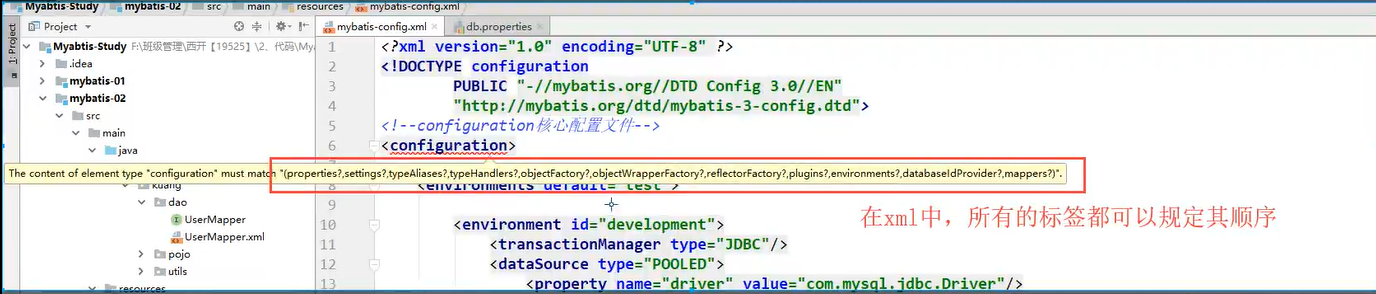 Myabtis-Study mybatis-02 src main resources mybatis-config.xml
1: Project
Project
mybatis-config.xml db.properties
Myabtis-Study F:\班级管理\西开【19525】\2、代码\Mya
.idea
mybatis-01
mybatis-02
src
main
java
kuang
dao
UserMapper
UserMapper.xml
pojo
utils
resources
1 <?xml version="1.0" encoding="UTF-8" ?>
2 <!DOCTYPE configuration
3 PUBLIC "-//mybatis.org//DTD Config 3.0//EN"
4 "http://mybatis.org/dtd/mybatis-3-config.dtd">
5 <!--configuration核心配置文件-->
6 <configuration>
The content of element type "configuration" must match "(properties?,settings?,typeAliases?,typeHandlers?,objectFactory?,objectWrapperFactory?,reflectorFactory?,plugins?,environments?,databaseIdProvider?,mappers?)".
<environments default="test">
9
10 <environment id="development">
11 <transactionManager type="JDBC"/>
12 <dataSource type="POOLED">
13 <property name="driver" value="com.mysql.jdbc.Driver"/>
在xml中，所有的标签都可以规定其顺序